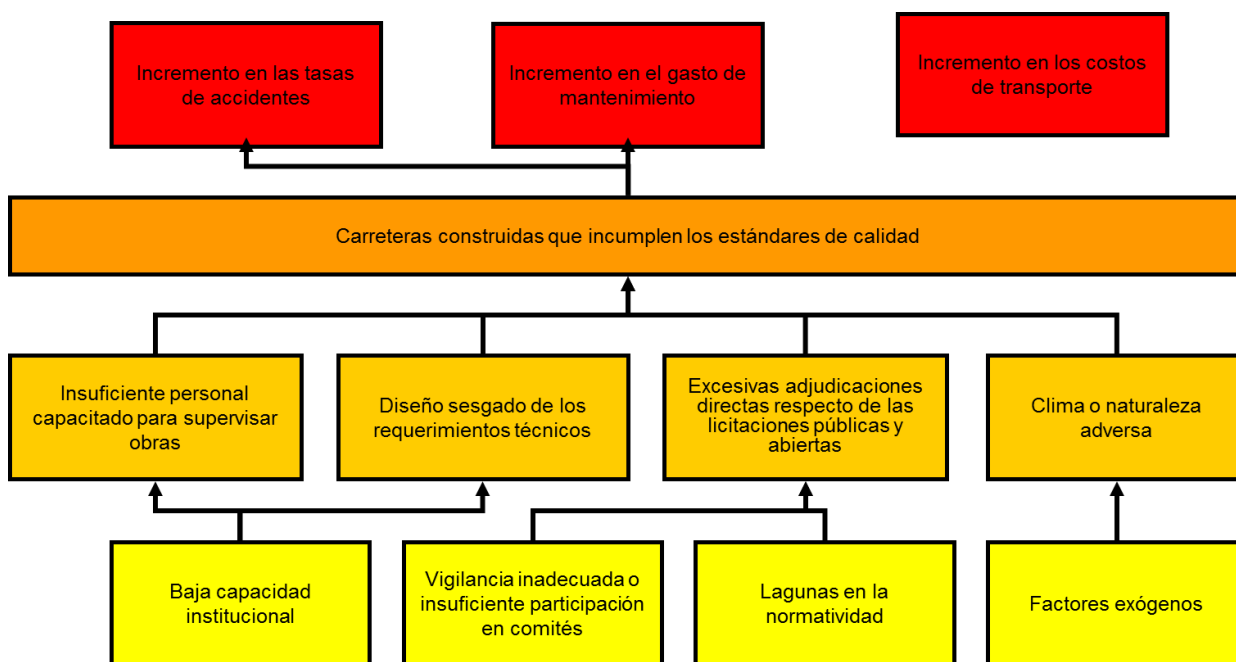 Incremento en las tasas
de accidentes
Incremento en el gasto de
mantenimiento
Incremento en los costos
de transporte
Carreteras construidas que incumplen los estándares de calidad
Insuficiente personal
capacitado para supervisar
obras
Diseño sesgado de los
requerimientos técnicos
Excesivas adjudicaciones
directas respecto de las
licitaciones públicas y
abiertas
Clima o naturaleza
adversa
Baja capacidad
institucional
Vigilancia inadecuada o
insuficiente participación
en comités
Lagunas en la
normatividad
Factores exógenos